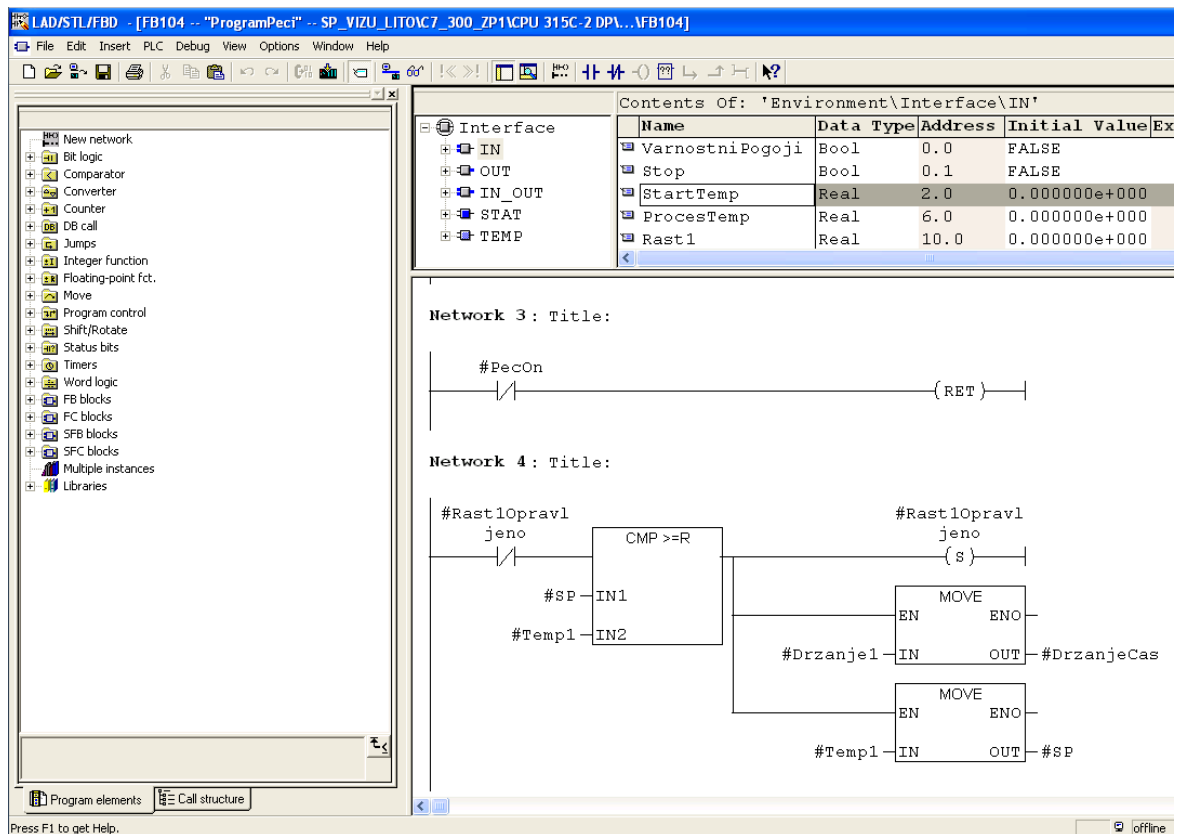 LAD/STL/FBD - [FB104 -- "ProgramPeci" -- SP_VIZU_LITO\C7_300_ZP1\CPU 315C-2 DP\...\FB104]
File Edit Insert PLC Debug View Options Window Help
New network
Bit logic
Comparator
Converter
Counter
DB call
Jumps
Integer function
Floating-point fct.
Move
Program control
Shift/Rotate
Status bits
Timers
Word logic
FB blocks
FC blocks
SFB blocks
SFC blocks
Multiple instances
Libraries
Program elements Call structure
Interface
IN
OUT
IN_OUT
STAT
TEMP
Contents Of: 'Environment\Interface\IN'
Name Data Type Address Initial Value Ex
VarnostniPogoji Bool 0.0 FALSE
Stop Bool 0.1 FALSE
StartTemp Real 2.0 0.000000e+000
ProcesTemp Real 6.0 0.000000e+000
Rast1 Real 10.0 0.000000e+000
Network 3 : Title:
#PecOn
RET
Network 4 : Title:
#Rast1Opravl #Rast1Opravl
jeno jeno
CMP >=R S
#SP IN1
#Temp1 IN2
MOVE
EN ENO
#Drzanje1 IN OUT #DrzanjeCas
MOVE
EN ENO
#Temp1 IN OUT #SP
Press F1 to get Help. offline